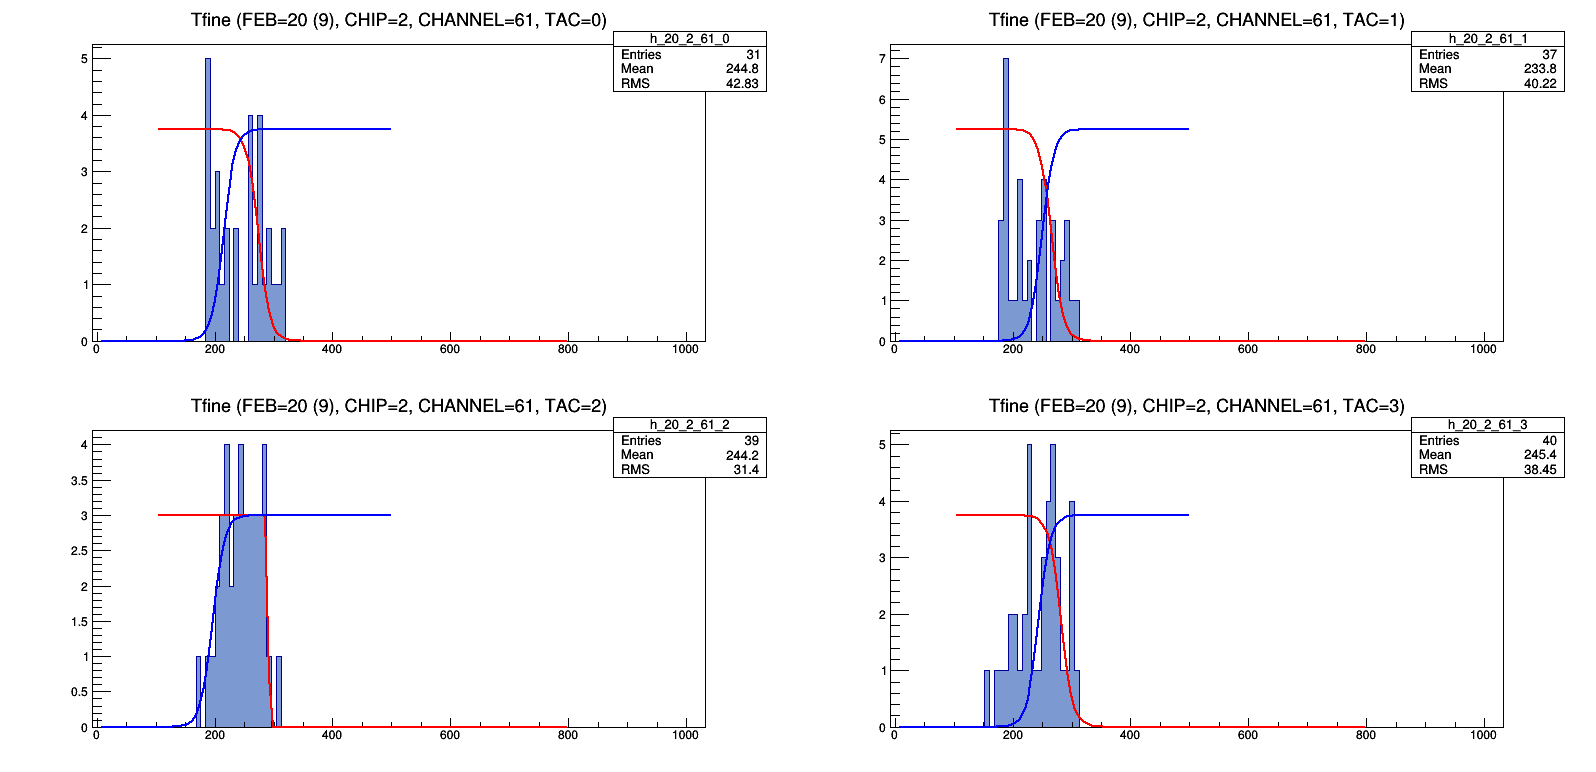 Tfine (FEB=20 (9), CHIP=2, CHANNEL=61, TAC=0)
h_20_2_61_0
Entries 31
Mean 244.8
RMS 42.83
5
4
3
2
1
0
0 200 400 600 800 1000
Tfine (FEB=20 (9), CHIP=2, CHANNEL=61, TAC=1)
h_20_2_61_1
Entries 37
Mean 233.8
RMS 40.22
7
6
5
4
3
2
1
0
0 200 400 600 800 1000
Tfine (FEB=20 (9), CHIP=2, CHANNEL=61, TAC=2)
h_20_2_61_2
Entries 39
Mean 244.2
RMS 31.4
4
3.5
3
2.5
2
1.5
1
0.5
0
0 200 400 600 800 1000
Tfine (FEB=20 (9), CHIP=2, CHANNEL=61, TAC=3)
h_20_2_61_3
Entries 40
Mean 245.4
RMS 38.45
5
4
3
2
1
0
0 200 400 600 800 1000